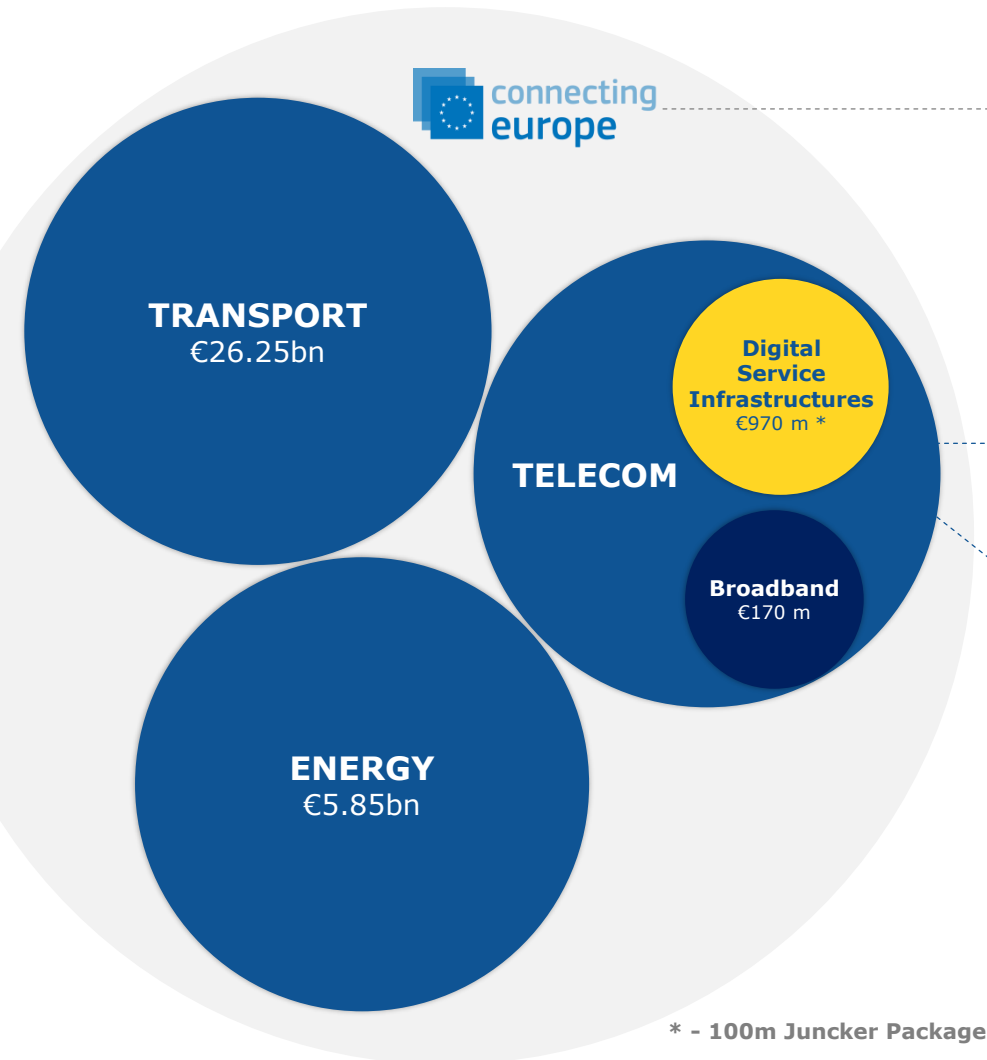 connecting
europe
TRANSPORT
€26.25bn
Digital
Service
Infrastructures
€970 m *
TELECOM
Broadband
€170 m
ENERGY
€5.85bn
* - 100m Juncker Package